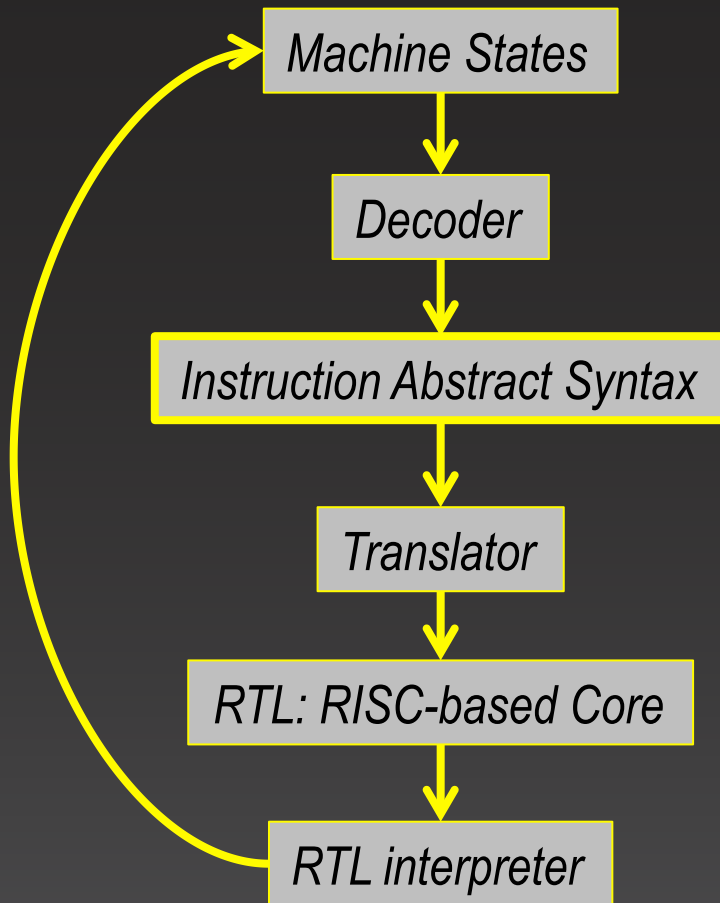 Machine States
Decoder
Instruction Abstract Syntax
Translator
RTL: RISC-based Core
RTL interpreter